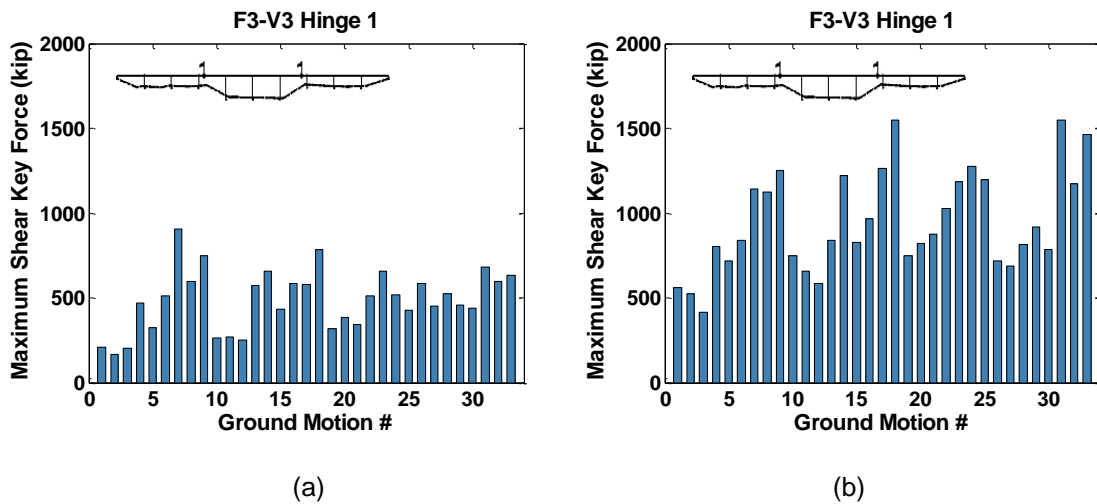 F3-V3 Hinge 1
Maximum Shear Key Force (kip)
2000
1500
1000
500
0
0 5 10 15 20 25 30
Ground Motion #
(a)
F3-V3 Hinge 1
Maximum Shear Key Force (kip)
2000
1500
1000
500
0
0 5 10 15 20 25 30
Ground Motion #
(b)